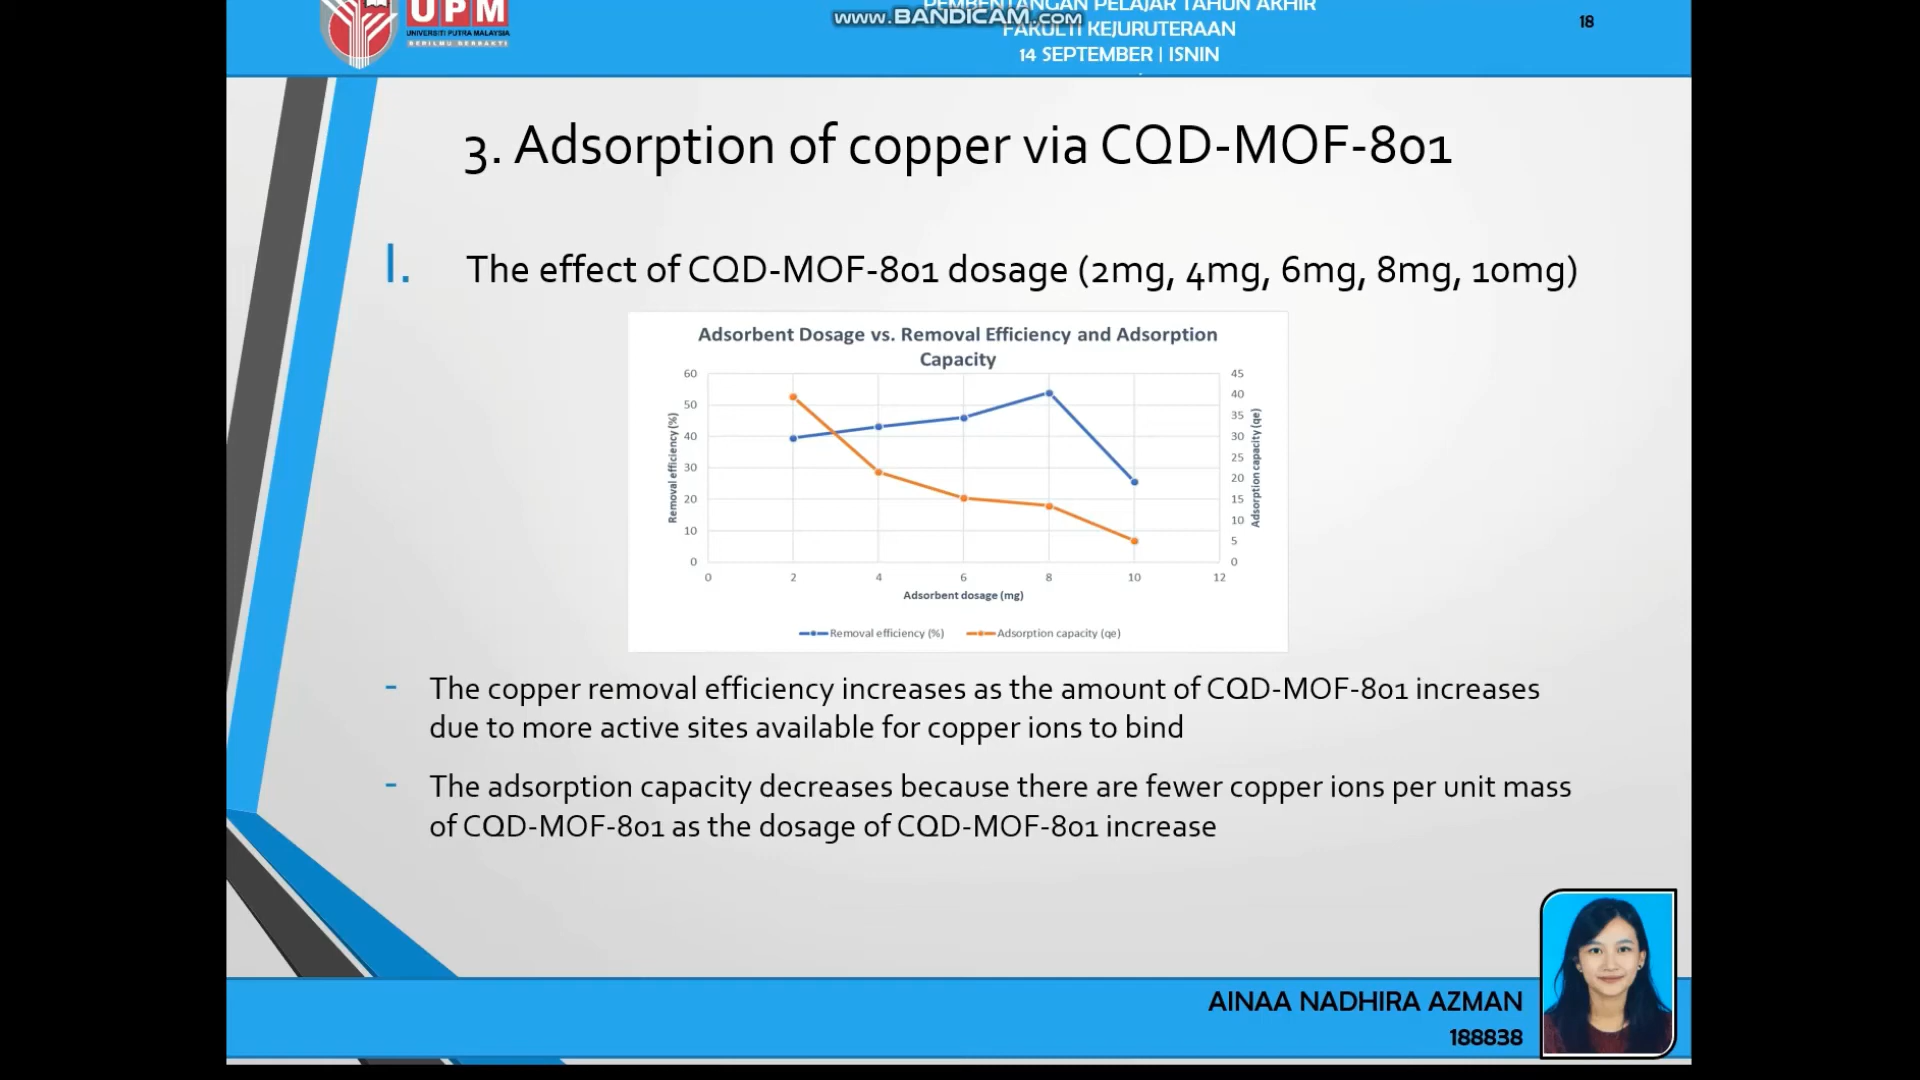 UPM
UNIVERSITI PUTRA MALAYSIA
BERILMU BERBAKTI
www.BANDICAM.com
PEMBENTANGAN PELAJAR TAHUN AKHIR
FAKULTI KEJURUTERAAN
14 SEPTEMBER | ISNIN
18
3. Adsorption of copper via CQD-MOF-801
I. The effect of CQD-MOF-801 dosage (2mg, 4mg, 6mg, 8mg, 10mg)
Adsorbent Dosage vs. Removal Efficiency and Adsorption
Capacity
Removal efficiency (%)
60
50
40
30
20
10
0
45
40
35
30
25
20
15
10
5
0
Adsorption capacity (qe)
0 2 4 6 8 10 12
Adsorbent dosage (mg)
Removal efficiency (%) Adsorption capacity (qe)
- The copper removal efficiency increases as the amount of CQD-MOF-801 increases
due to more active sites available for copper ions to bind
- The adsorption capacity decreases because there are fewer copper ions per unit mass
of CQD-MOF-801 as the dosage of CQD-MOF-801 increase
AINAA NADHIRA AZMAN
188838